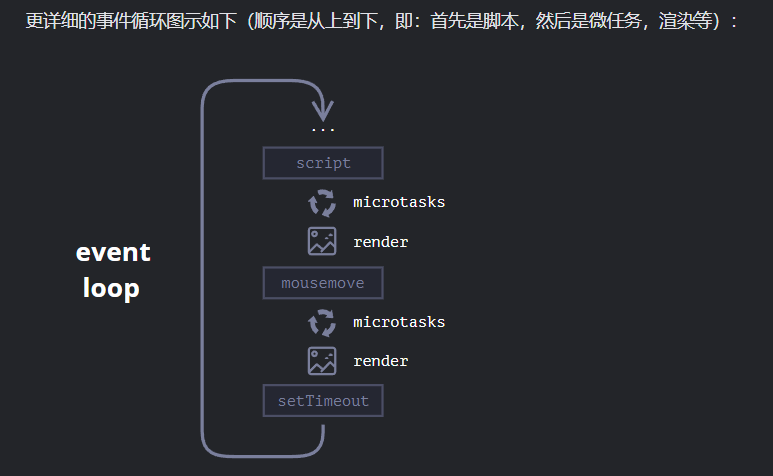 更详细的事件循环图示如下（顺序是从上到下，即：首先是脚本，然后是微任务，渲染等）：
...
script
microtasks
render
event
loop
mousemove
microtasks
render
setTimeout